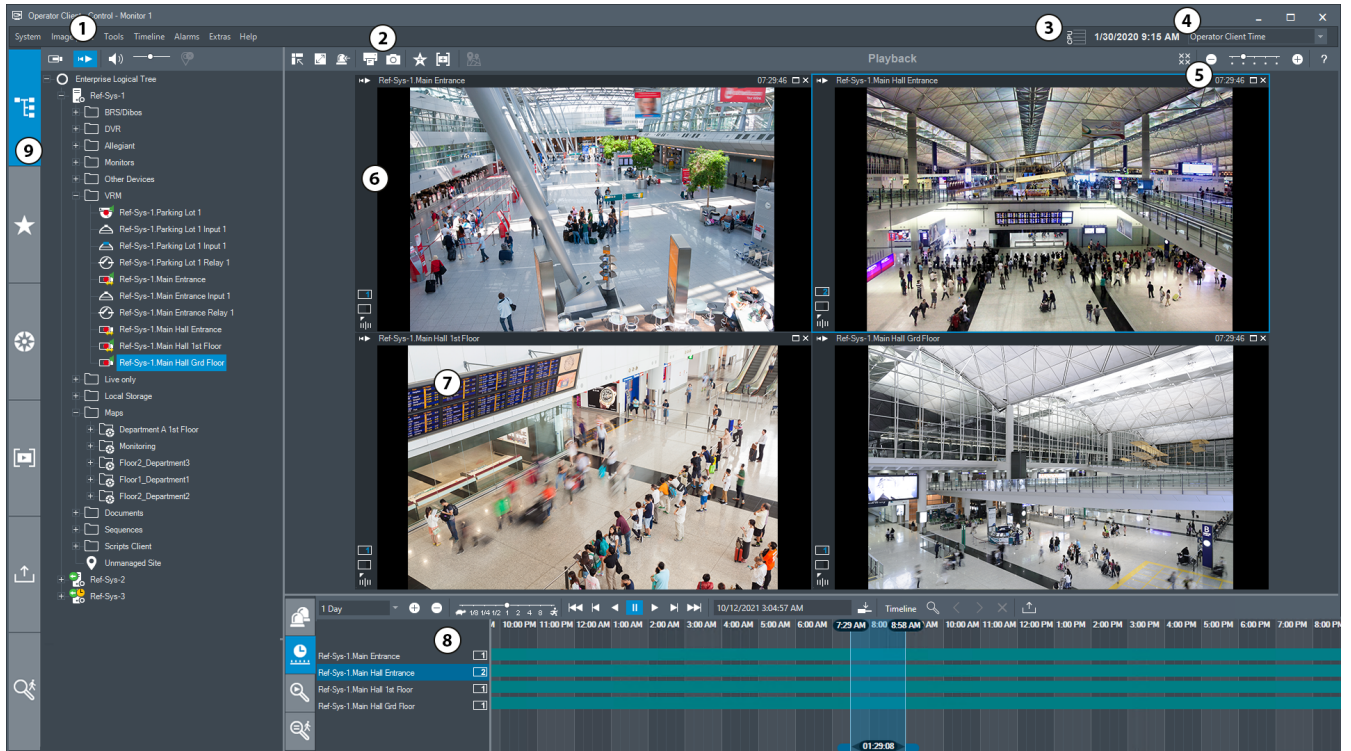 Operator Client - Control - Monitor 1
1
System Image Tools Timeline Alarms Extras Help
2
3
1/30/2020 9:15 AM
4
Operator Client Time
Playback
5
?
Enterprise Logical Tree
Ref-Sys-1
BRS/Dibos
DVR
Allegiant
Monitors
Other Devices
VRM
Ref-Sys-1.Parking Lot 1
Ref-Sys-1.Parking Lot 1 Input 1
Ref-Sys-1.Parking Lot 1 Input 1
Ref-Sys-1.Parking Lot 1 Relay 1
Ref-Sys-1.Main Entrance
Ref-Sys-1.Main Entrance Input 1
Ref-Sys-1.Main Entrance Relay 1
Ref-Sys-1.Main Hall Entrance
Ref-Sys-1.Main Hall 1st Floor
Ref-Sys-1.Main Hall Grd Floor
Live only
Local Storage
Maps
Department A 1st Floor
Monitoring
Floor2_Department3
Floor1_Department1
Floor2_Department2
Documents
Sequences
Scripts Client
Unmanaged Site
Ref-Sys-2
Ref-Sys-3
9
Ref-Sys-1.Main Entrance 07:29:46
6
1
Ref-Sys-1.Main Hall Entrance 07:29:46
2
Ref-Sys-1.Main Hall 1st Floor
7
1
Ref-Sys-1.Main Hall Grd Floor 07:29:46
B
1
1 Day
1/8 1/4 1/2 1 2 4 8
10/12/2021 3:04:57 AM
Timeline
8
M 10:00 PM 11:00 PM 12:00 AM 1:00 AM 2:00 AM 3:00 AM 4:00 AM 5:00 AM 6:00 AM 7:29 AM 8:00 8:58 AM AM 10:00 AM 11:00 AM 12:00 PM 1:00 PM 2:00 PM 3:00 PM 4:00 PM 5:00 PM 6:00 PM 7:00 PM 8:00 PM
Ref-Sys-1.Main Entrance 1
Ref-Sys-1.Main Hall Entrance 2
Ref-Sys-1.Main Hall 1st Floor 1
Ref-Sys-1.Main Hall Grd Floor 1
01:29:08